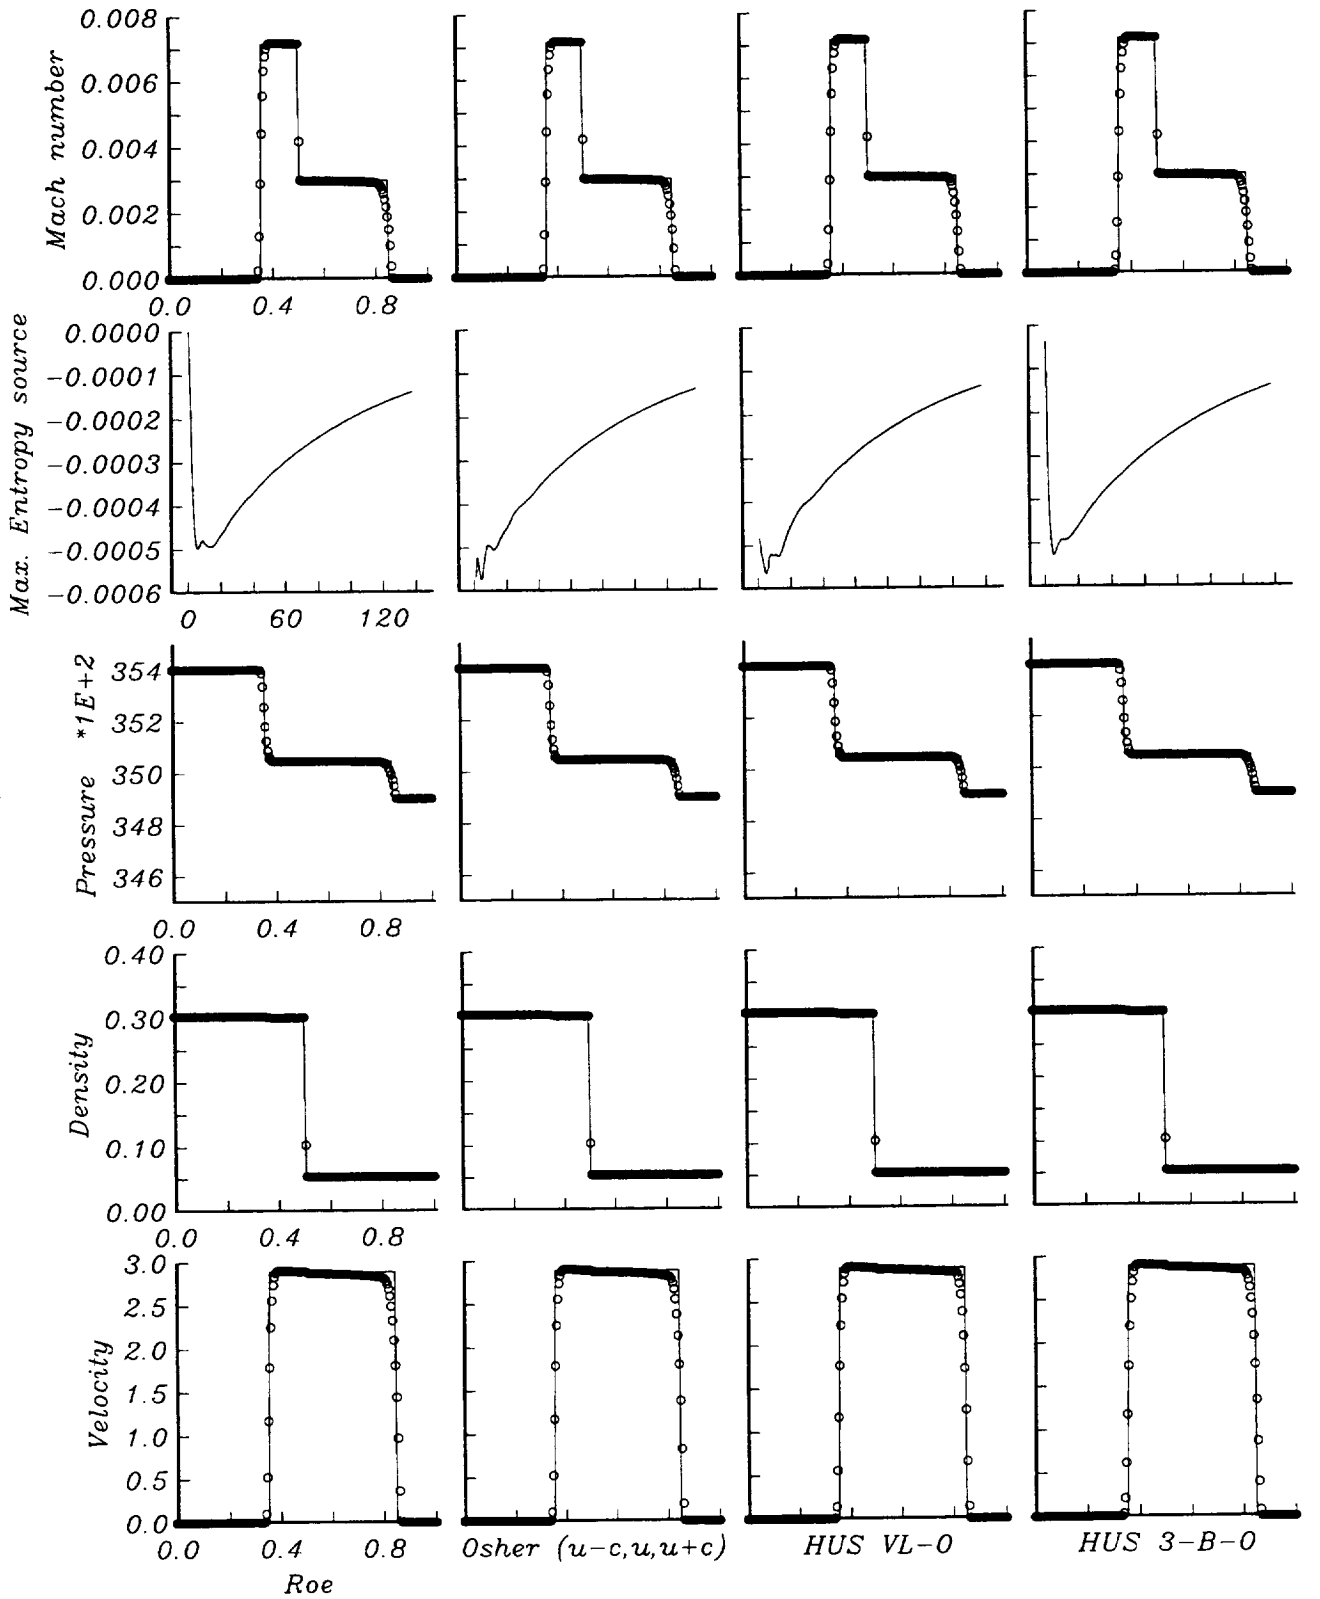 Mach number
0.008
0.006
0.004
0.002
0.000
0.0 0.4 0.8
Max. Entropy source
0.0000
-0.0001
-0.0002
-0.0003
-0.0004
-0.0005
-0.0006
0 60 120
Pressure *1E+2
354
352
350
348
346
0.0 0.4 0.8
Density
0.40
0.30
0.20
0.10
0.00
0.0 0.4 0.8
Velocity
3.0
2.5
2.0
1.5
1.0
0.5
0.0
0.0 0.4 0.8
Roe
Osher (u-c,u,u+c)
HUS VL-0
HUS 3-B-0